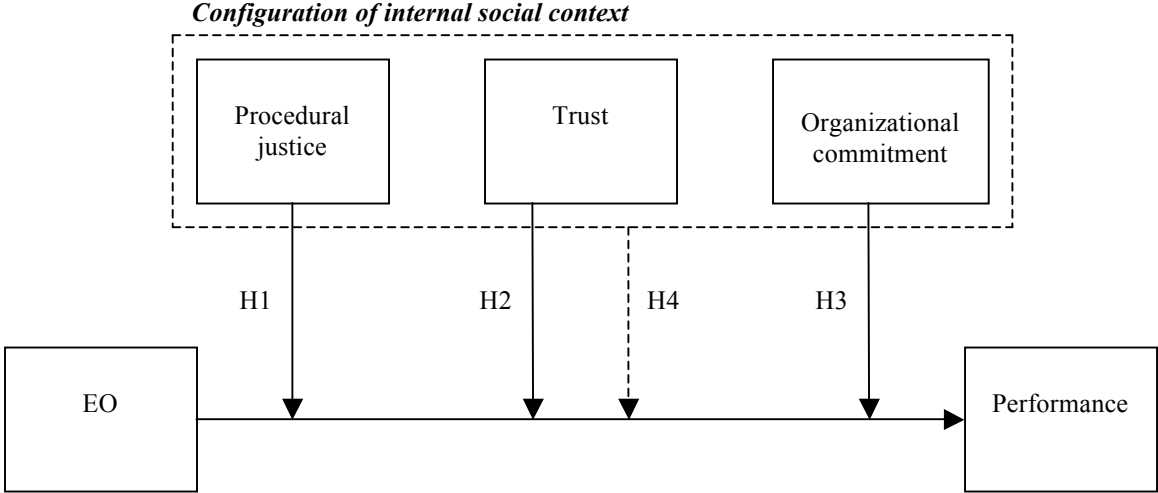 Configuration of internal social context
Procedural
justice
Trust
Organizational
commitment
H1
H2
H4
H3
EO
Performance